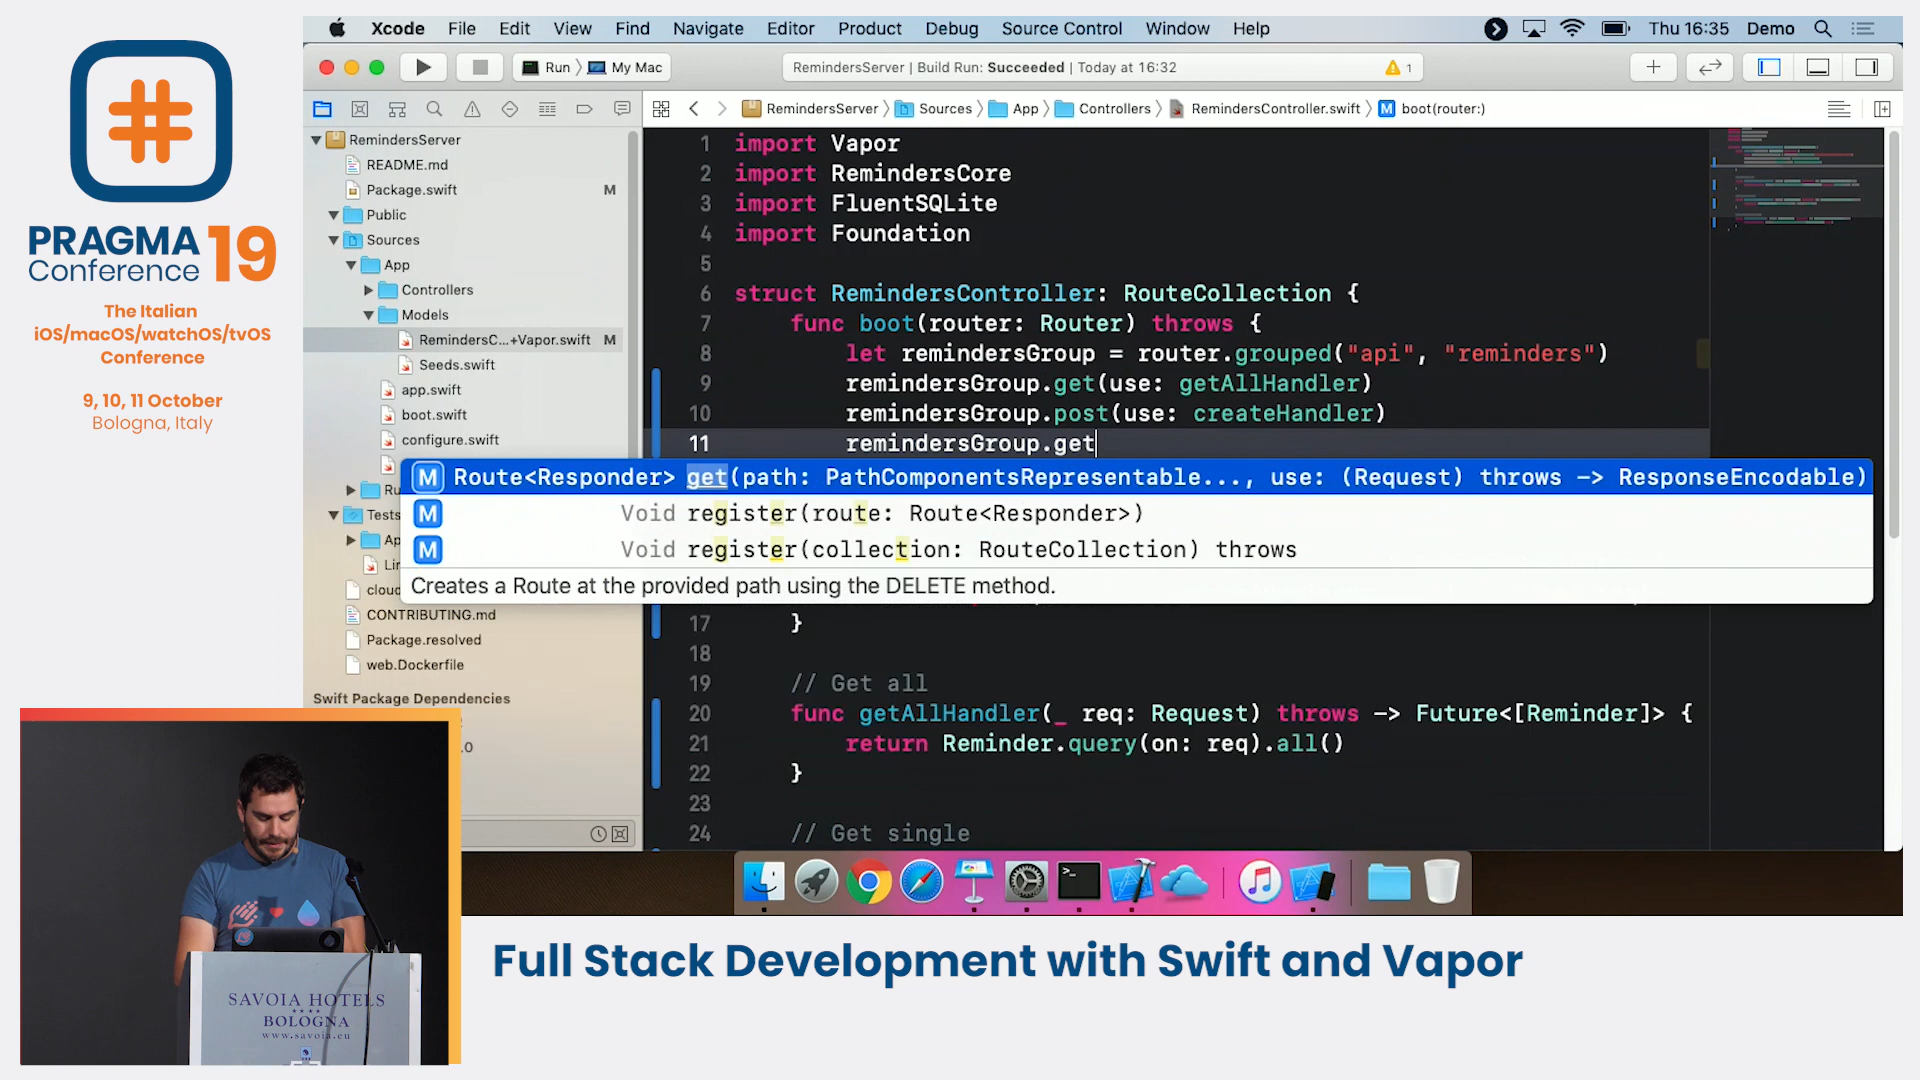 PRAGMA 19
Conference
The Italian
iOS/macOS/watchOS/tvOS
Conference
9, 10, 11 October
Bologna, Italy
Xcode File Edit View Find Navigate Editor Product Debug Source Control Window Help
Thu 16:35 Demo
Run My Mac
RemindersServer | Build Run: Succeeded | Today at 16:32
1
RemindersServer Sources App Controllers RemindersController.swift M boot(router:)
RemindersServer
README.md
Package.swift M
Public
Sources
App
Controllers
Models
RemindersC...+Vapor.swift M
Seeds.swift
app.swift
boot.swift
configure.swift
Ru
Tests
Ap
Lin
cloud
CONTRIBUTING.md
Package.resolved
web.Dockerfile
Swift Package Dependencies
.0
1 import Vapor
2 import RemindersCore
3 import FluentSQLite
4 import Foundation
5
6 struct RemindersController: RouteCollection {
7 func boot(router: Router) throws {
8 let remindersGroup = router.grouped("api", "reminders")
9 remindersGroup.get(use: getAllHandler)
10 remindersGroup.post(use: createHandler)
11 remindersGroup.get
M Route<Responder> get(path: PathComponentsRepresentable..., use: (Request) throws -> ResponseEncodable)
M Void register(route: Route<Responder>)
M Void register(collection: RouteCollection) throws
Creates a Route at the provided path using the DELETE method.
17 }
18
19 // Get all
20 func getAllHandler(_ req: Request) throws -> Future<[Reminder]> {
21 return Reminder.query(on: req).all()
22 }
23
24 // Get single
SAVOIA HOTELS
BOLOGNA
www.savoia.eu
Full Stack Development with Swift and Vapor